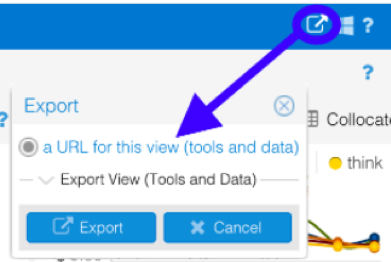 ?
?
Export
?
Collocate
a URL for this view (tools and data)
think
Export View (Tools and Data)
Export
Cancel